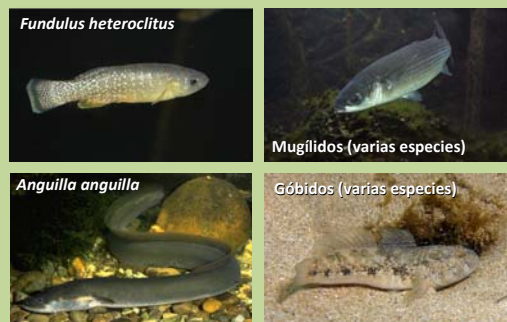 Fundulus heteroclitus
Mugílidos (varias especies)
Anguilla anguilla
Góbidos (varias especies)